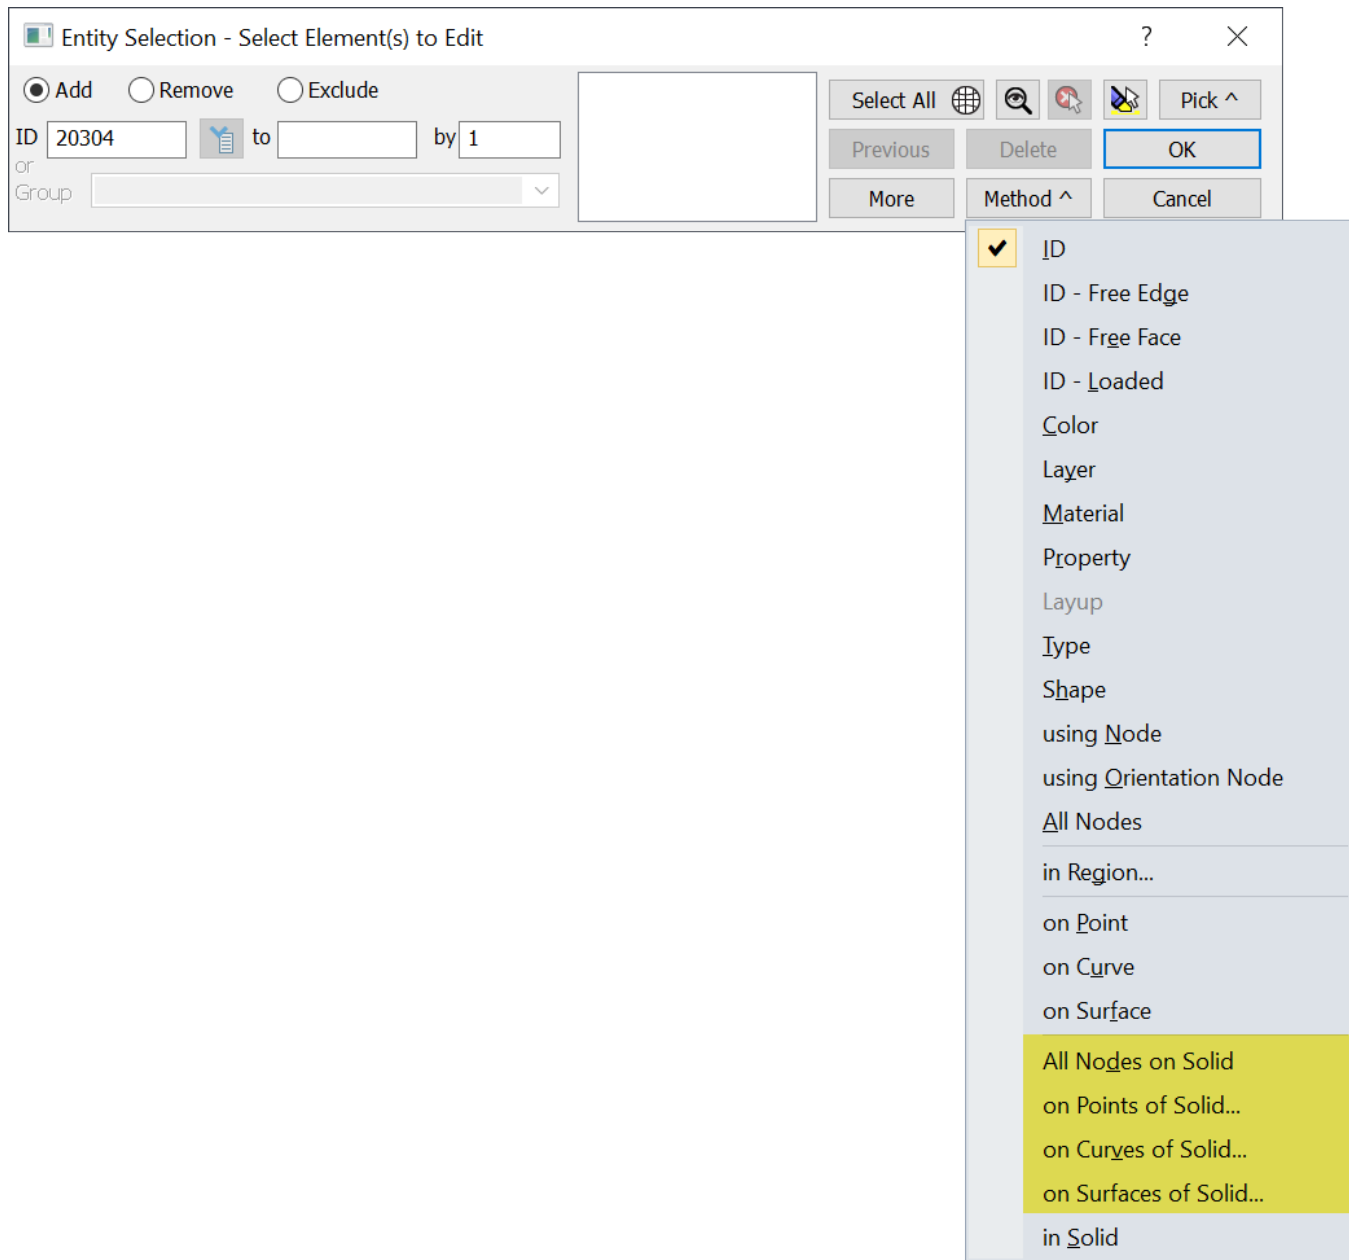 Entity Selection - Select Element(s) to Edit ?
Add Remove Exclude
ID 20304 to by 1
or
Group
Select All Pick ^
Previous Delete OK
More Method ^ Cancel
ID
ID - Free Edge
ID - Free Face
ID - Loaded
Color
Layer
Material
Property
Layup
Type
Shape
using Node
using Orientation Node
All Nodes
in Region...
on Point
on Curve
on Surface
All Nodes on Solid
on Points of Solid...
on Curves of Solid...
on Surfaces of Solid...
in Solid